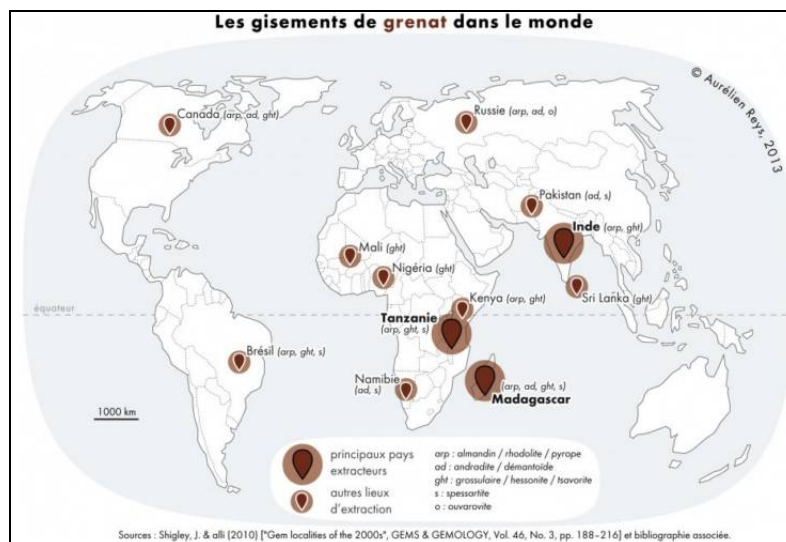 Les gisements de grenat dans le monde
© Aurélien Reys, 2013
Canada (arp, ad, ght)
Russie (arp, ad, o)
Pakistan (ad, s)
Inde (arp, ght)
Mali (ght)
Nigéria (ght)
Sri Lanka (ght)
Kenya (arp, ght)
équateur
Tanzanie
(arp, ght, s)
Brésil (arp, ght, s)
Namibie
(ad, s)
(arp, ad, ght, s)
Madagascar
1000 km
principaux pays
extracteurs
autres lieux
d'extraction
arp : almandin / rhodolite / pyrope
ad : andradite / démantoïde
ght : grossulaire / hessonite / tsavorite
s : spessartite
o : ouvarovite
Sources : Shigley, J. & alli (2010) ["Gem localities of the 2000s", GEMS & GEMOLOGY, Vol. 46, No. 3, pp. 188–216] et bibliographie associée.